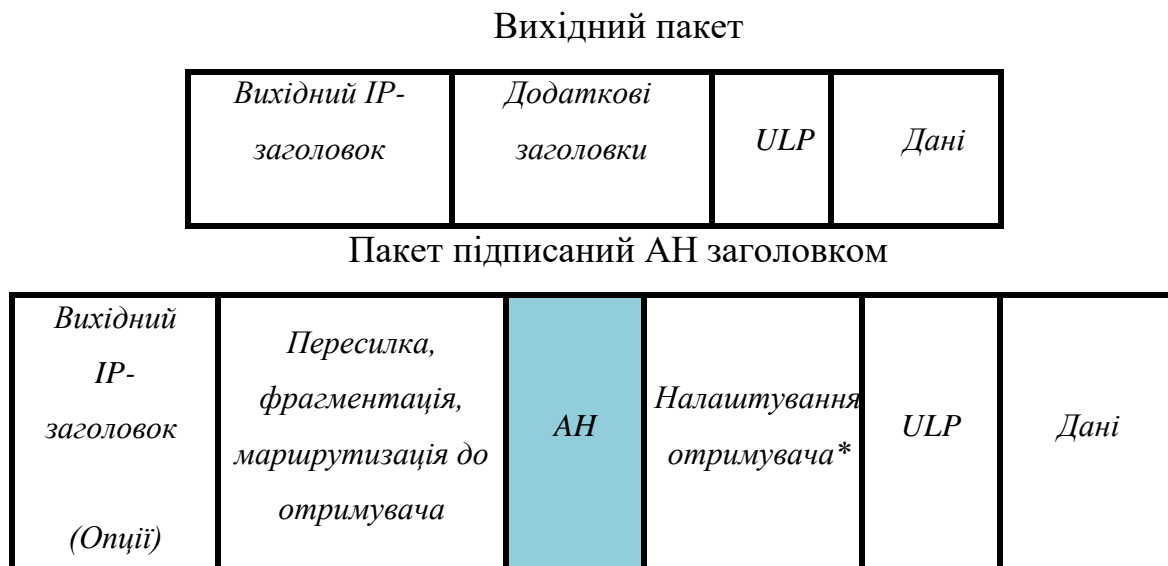 Вихідний пакет
Вихідний IP-
заголовок
Додаткові
заголовки
ULP
Дані
Пакет підписаний АН заголовком
Вихідний
IP-
заголовок
(Опції)
Пересилка,
фрагментація,
маршрутизація до
отримувача
AH
Налаштування
отримувача*
ULP
Дані